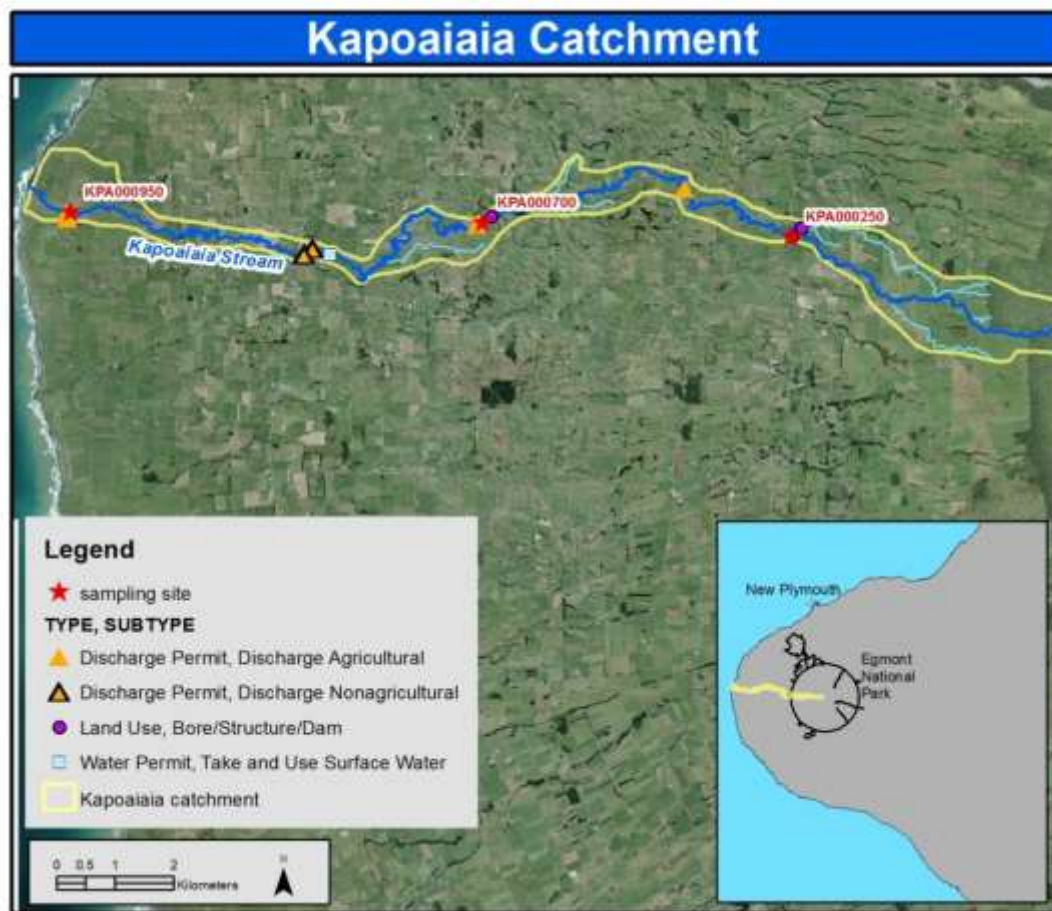 Kapoaiaia Catchment
KPA000950
KPA000700
KPA000250
Kapoaiaia Stream
Legend
sampling site
TYPE, SUBTYPE
Discharge Permit, Discharge Agricultural
Discharge Permit, Discharge Nonagricultural
Land Use, Bore/Structure/Dam
Water Permit, Take and Use Surface Water
Kapoaiaia catchment
0 0.5 1 2
Kilometers
N
New Plymouth
Egmont
National
Park